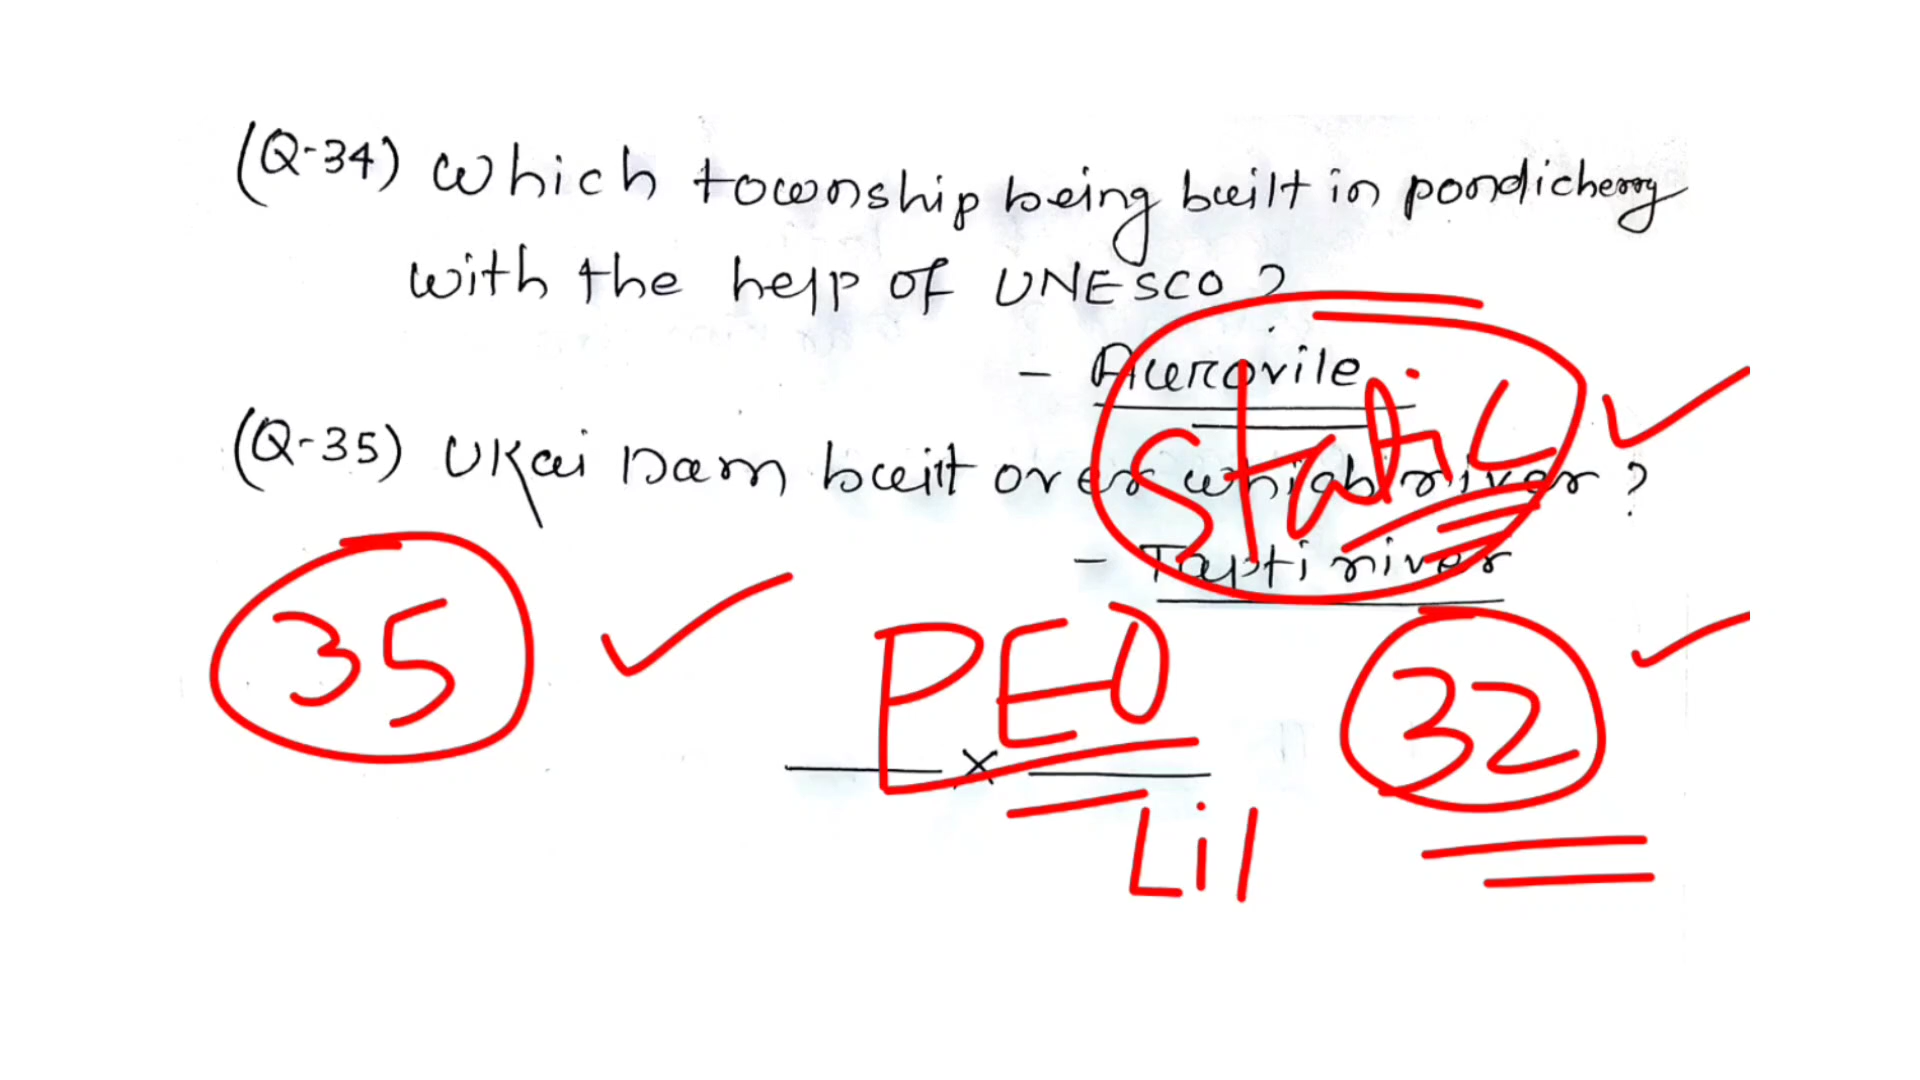 (Q-34) Which township being built in pondicherry
with the help of UNESCO?
- Aurovile
Static
(Q-35) Ukai Dam built over which river?
- Tapti river
35
PEO
32
x
Lil